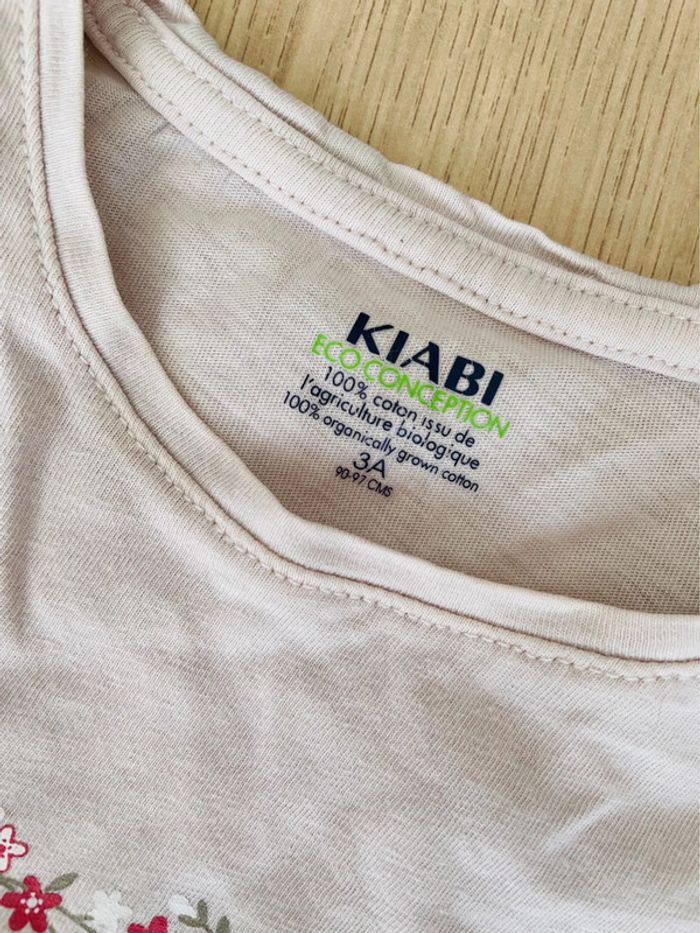 KIABI
ECO CONCEPTION
100% coton issu de
l'agriculture biologique
100% organically grown cotton
3A
90-97 CMS